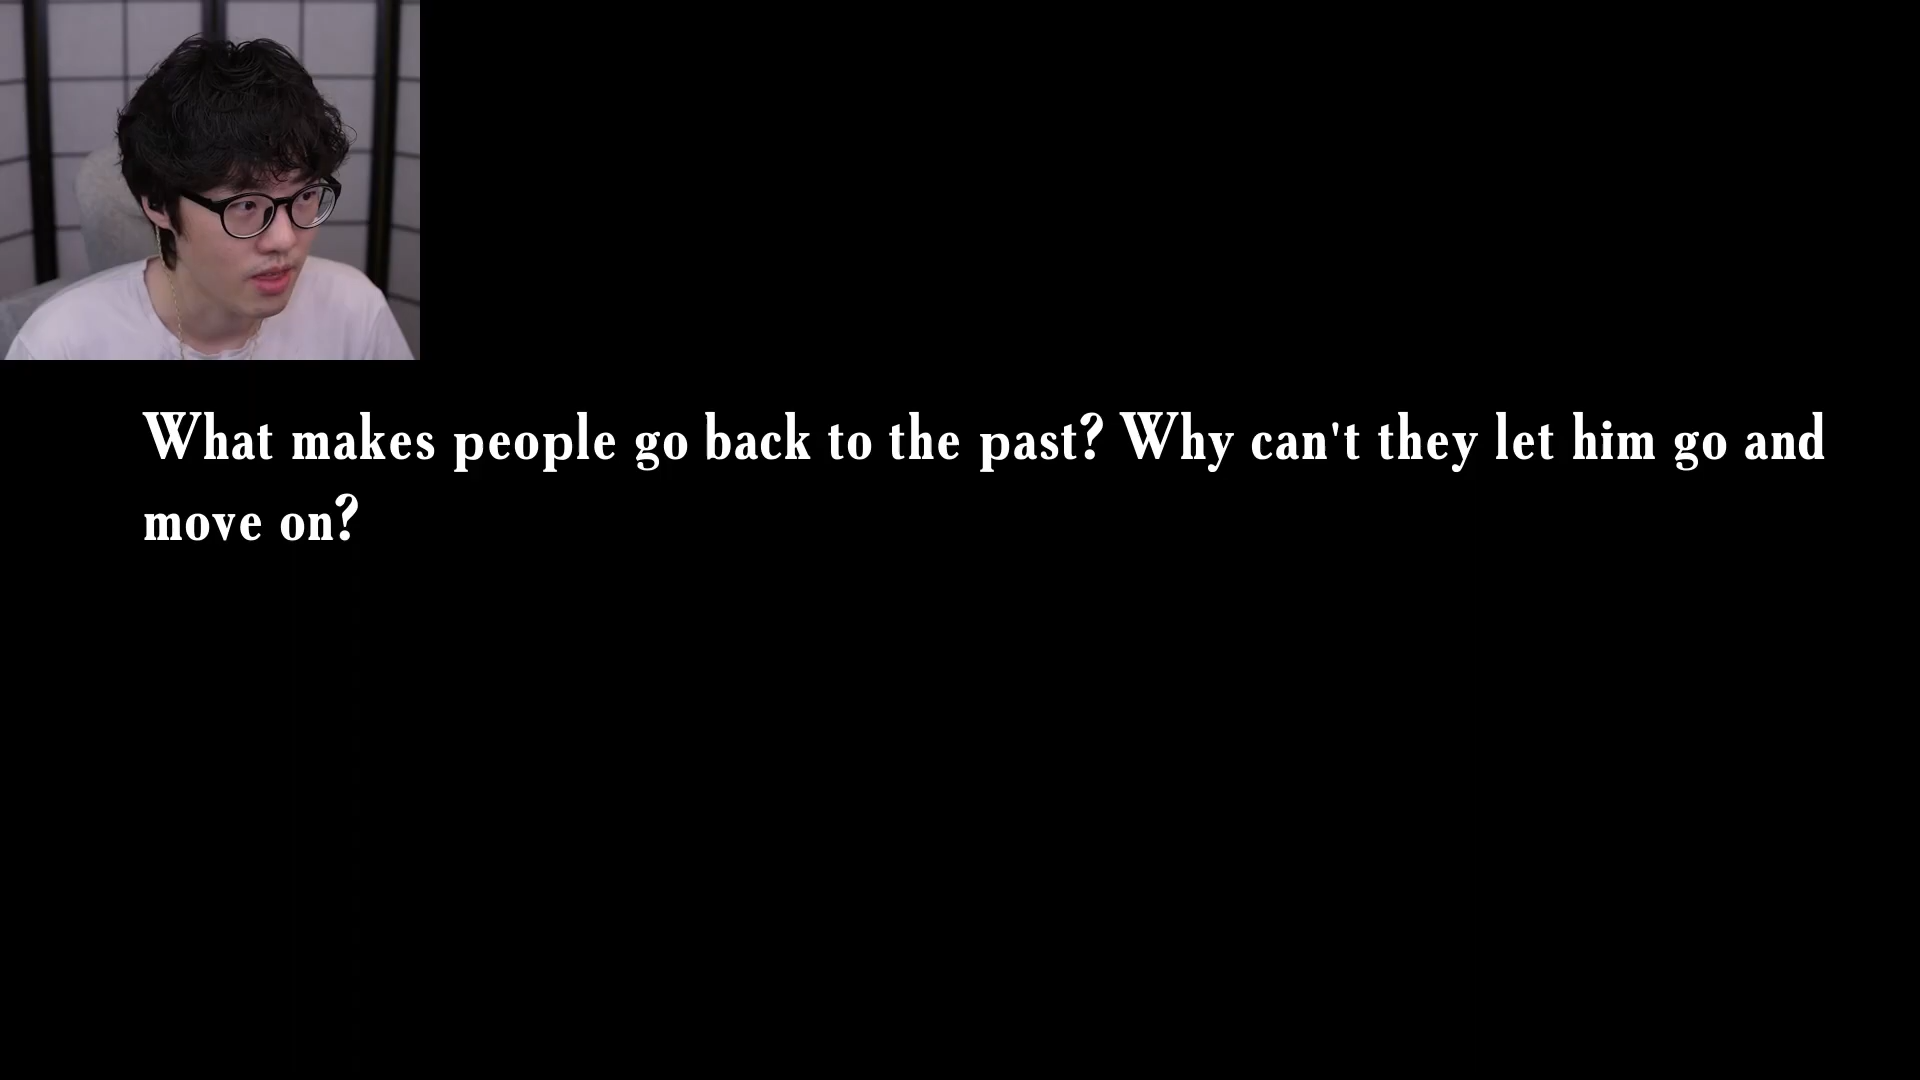 What makes people go back to the past? Why can't they let him go and
move on?